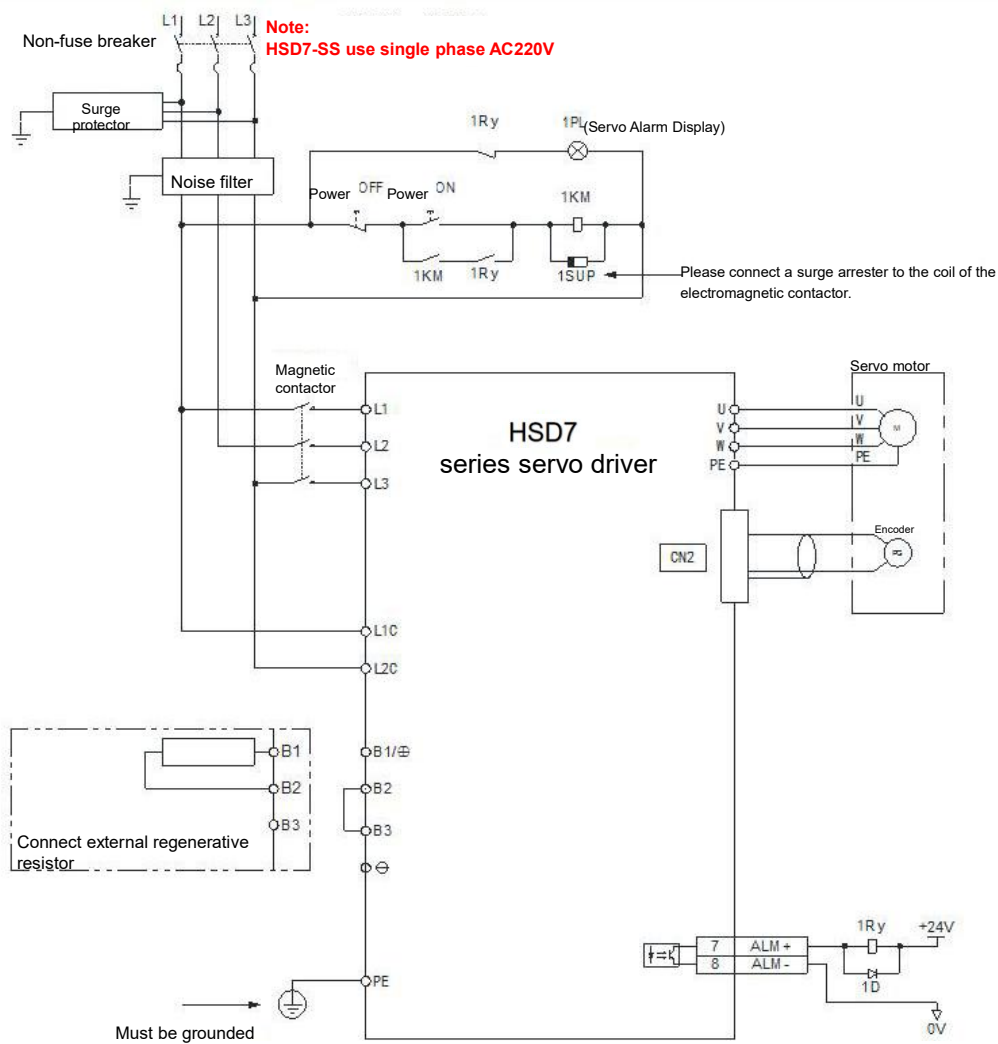 L1 L2 L3
Note:
HSD7-SS use single phase AC220V
Non-fuse breaker
Surge
protector
1Ry
1PL(Servo Alarm Display)
Noise filter
Power OFF Power ON
1KM
1KM 1Ry
1SUP
Please connect a surge arrester to the coil of the
electromagnetic contactor.
Magnetic
contactor
L1
L2
L3
HSD7
series servo driver
U
V
W
PE
Servo motor
U
V
W
PE
M
CN2
Encoder
PG
L1C
L2C
B1
B2
B3
Connect external regenerative
resistor
B1/⊕
B2
B3
⊖
7 ALM +
8 ALM -
1Ry
+24V
1D
0V
PE
Must be grounded